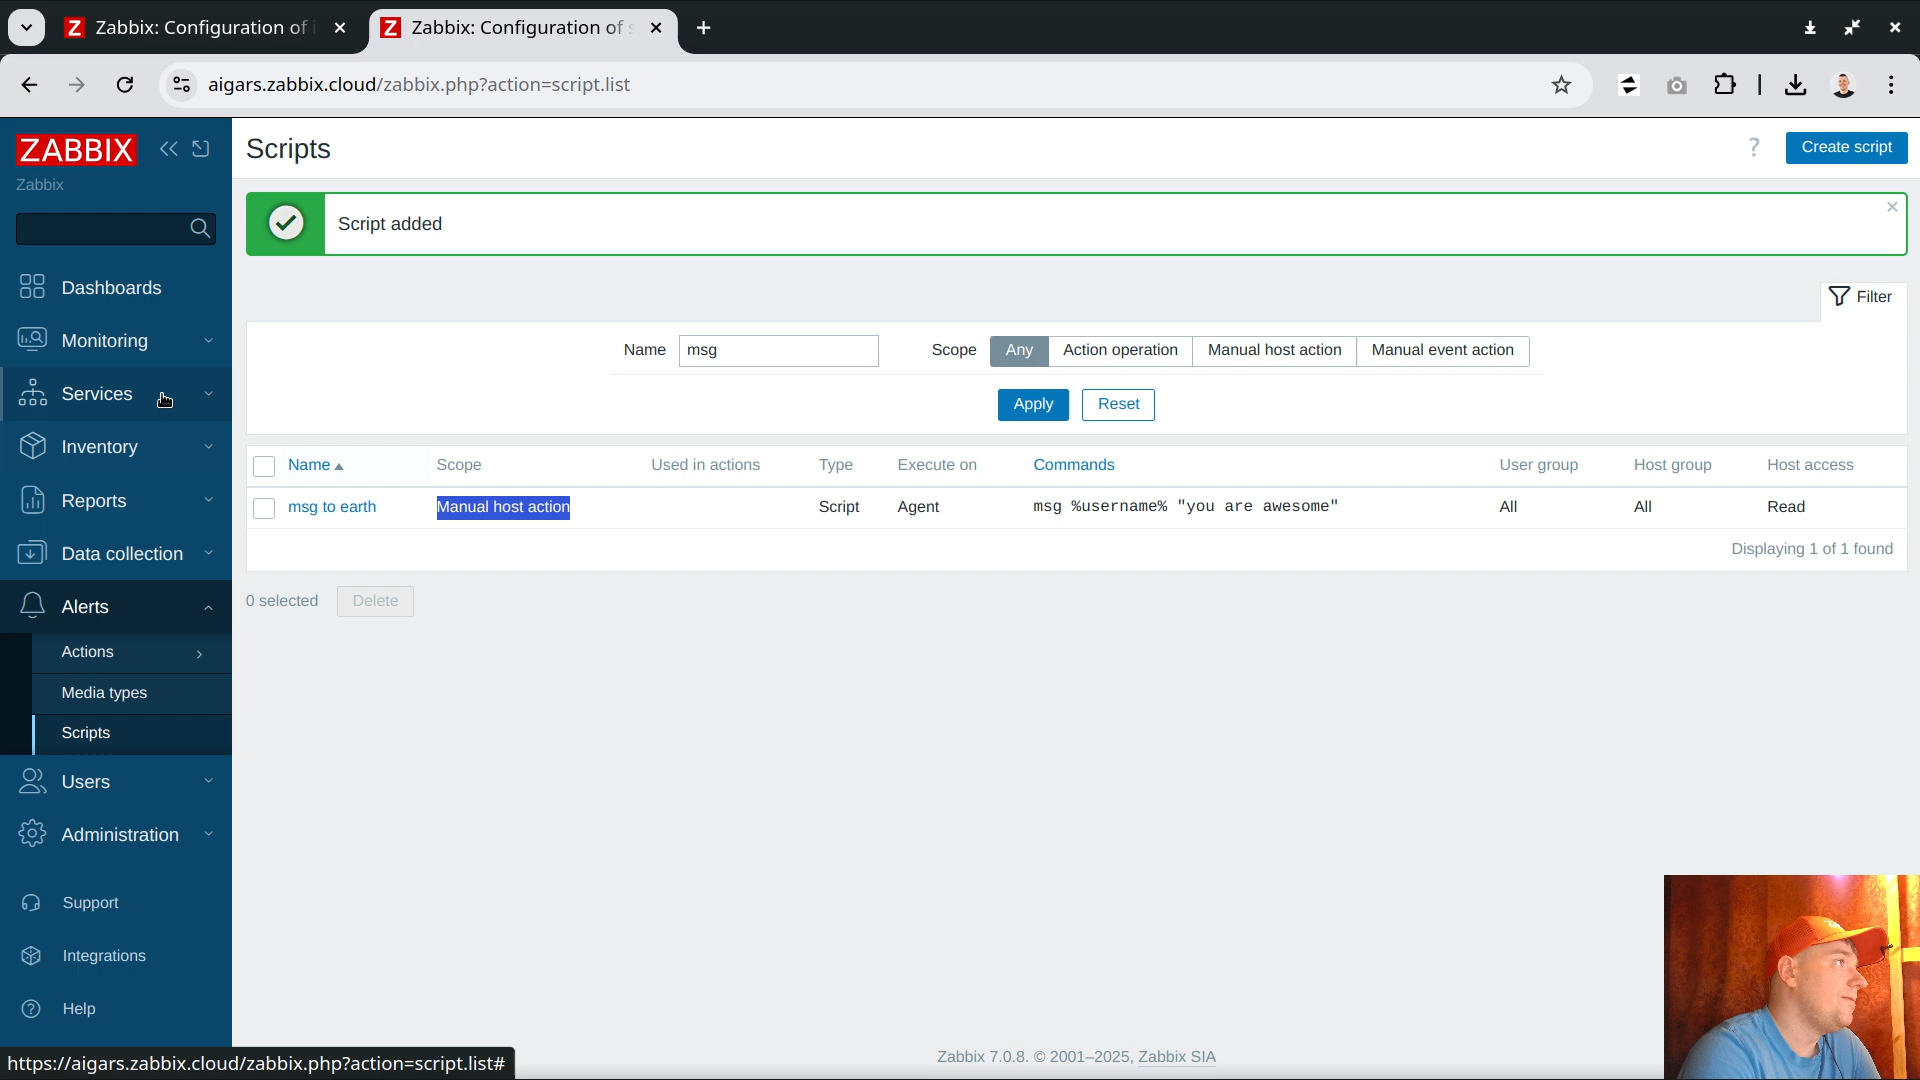 Zabbix: Configuration of i
Zabbix: Configuration of s
aigars.zabbix.cloud/zabbix.php?action=script.list
ZABBIX
Zabbix
Dashboards
Monitoring
Services
Inventory
Reports
Data collection
Alerts
Actions
Media types
Scripts
Users
Administration
Support
Integrations
Help
Scripts
? Create script
Script added
Filter
Name msg Scope Any Action operation Manual host action Manual event action
Apply Reset
Name Scope Used in actions Type Execute on Commands User group Host group Host access
msg to earth Manual host action Script Agent msg %username% "you are awesome" All All Read
Displaying 1 of 1 found
0 selected Delete
Zabbix 7.0.8. © 2001–2025, Zabbix SIA
https://aigars.zabbix.cloud/zabbix.php?action=script.list#